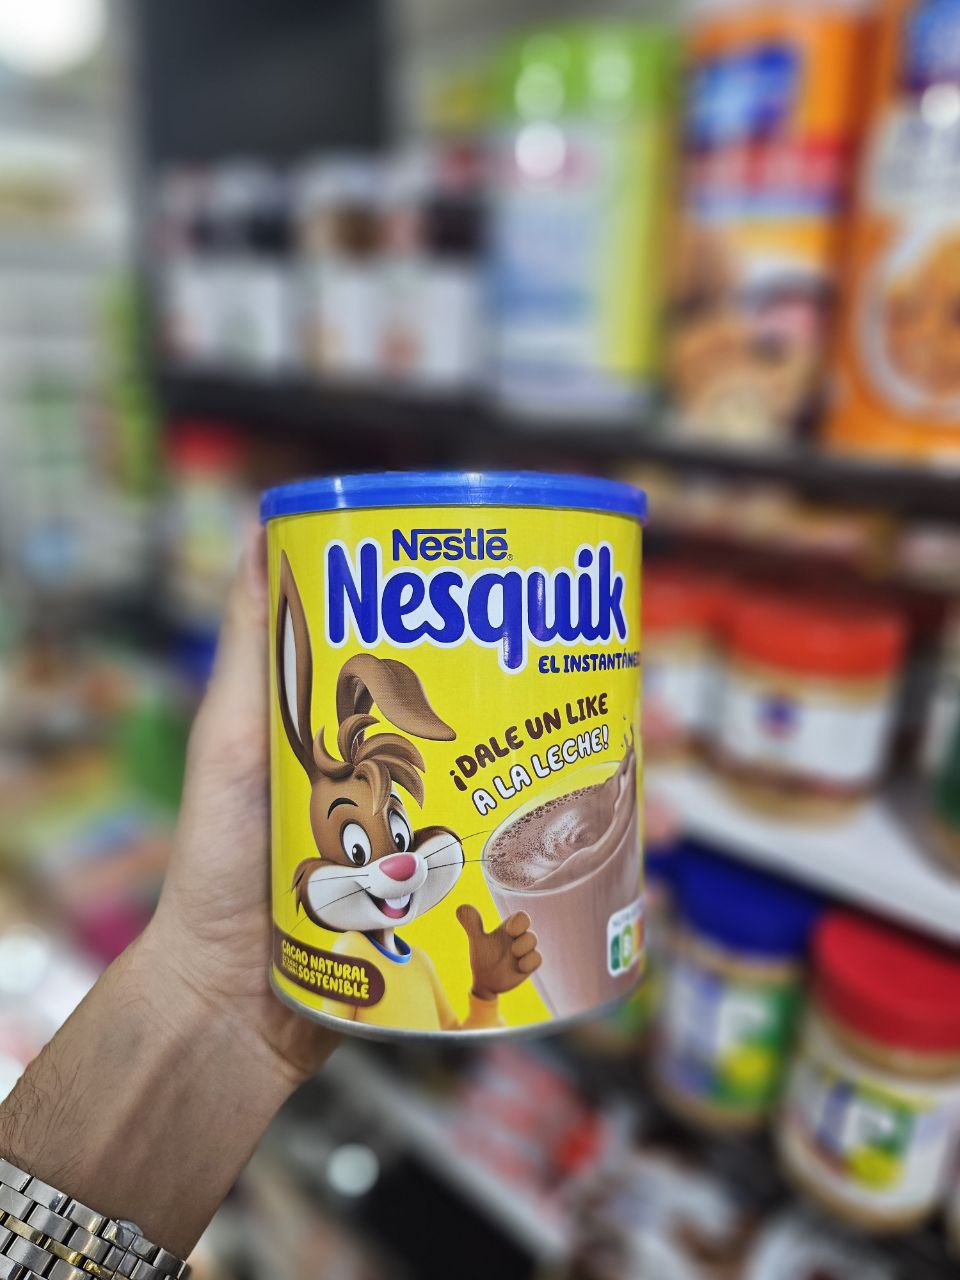 Nestlé
Nesquik
EL INSTANTÁNE
¡DALE UN LIKE
A LA LECHE!
CACAO NATURAL
SOSTENIBLE